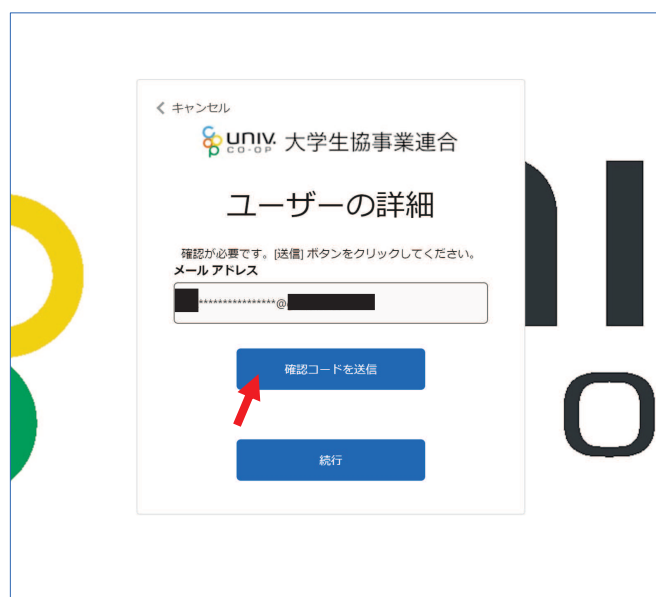 キャンセル
univ. 大学生協事業連合
CO-OP
ユーザーの詳細
確認が必要です。[送信] ボタンをクリックしてください。
メール アドレス
****************@
確認コードを送信
続行